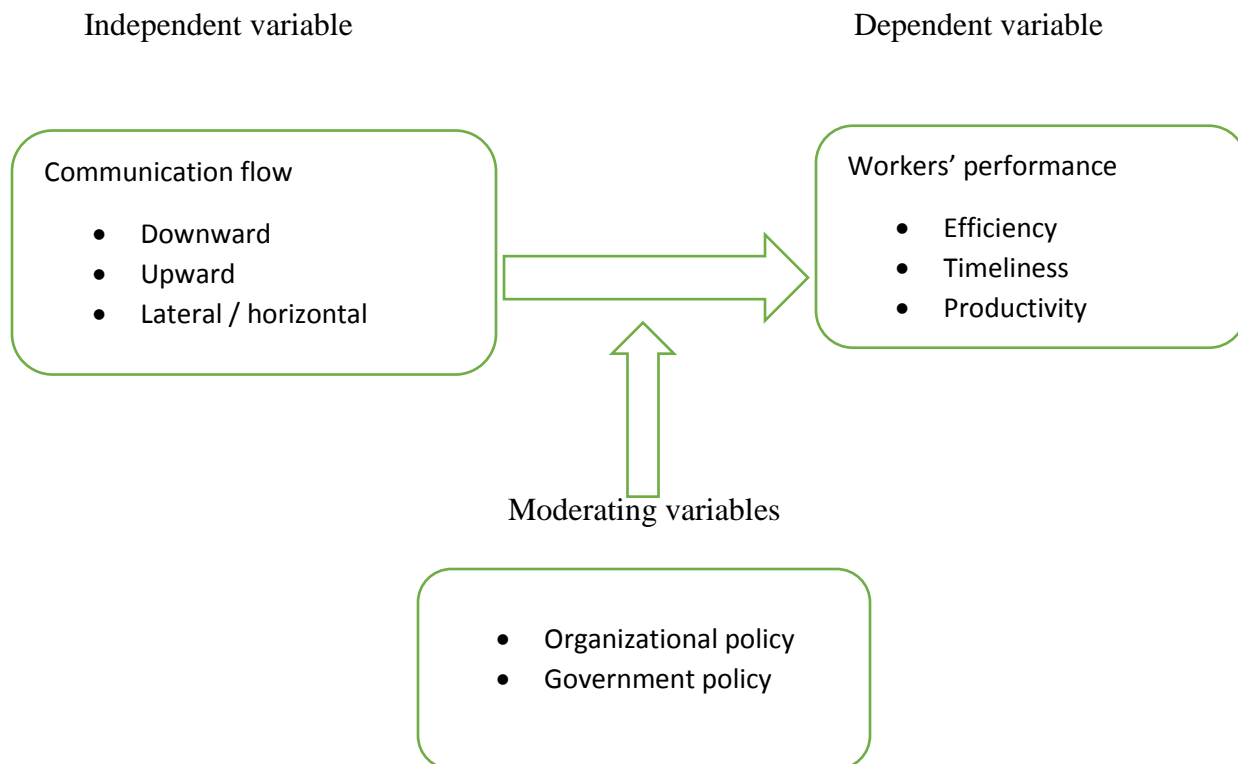 Independent variable
Dependent variable
Communication flow
• Downward
• Upward
• Lateral / horizontal
Workers’ performance
• Efficiency
• Timeliness
• Productivity
Moderating variables
• Organizational policy
• Government policy